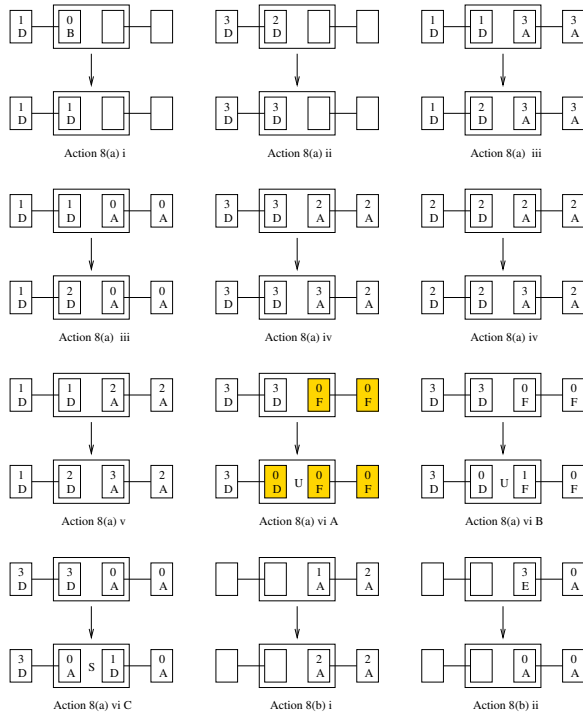 1 0 3 2 1 1 3 3
D B D D D D A A
1 1 3 3 1 2 3 3
D D D D D D A A
Action 8(a) i Action 8(a) ii Action 8(a) iii
1 1 0 0 3 3 2 2 2 2 2 2
D D A A D D A A D D A A
1 2 0 0 3 3 3 2 2 2 3 2
D D A A D D A A D D A A
Action 8(a) iii Action 8(a) iv Action 8(a) iv
1 1 2 2 3 3 0 0 3 3 0 0
D D A A D D F F D D F F
1 2 3 2 3 0 U 0 0 3 0 U 1 0
D D A A D D F F D D F F
Action 8(a) v Action 8(a) vi A Action 8(a) vi B
3 3 0 0 1 2 3 0
D D A A A A E A
3 0 S 1 0 2 2 0 0
D A D A A A A A
Action 8(a) vi C Action 8(b) i Action 8(b) ii